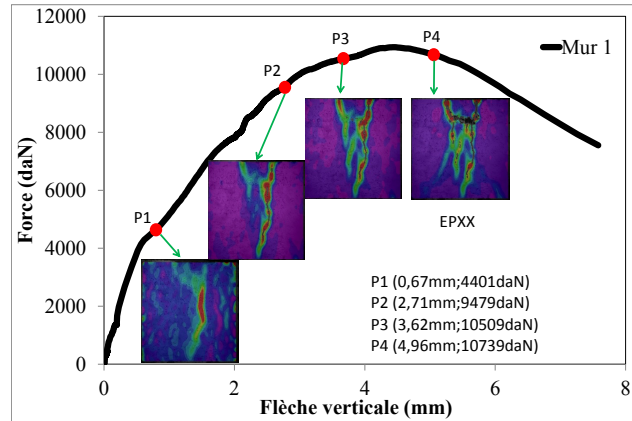 12000
10000
8000
6000
4000
2000
0
Force (daN)
P1
P2
P3
P4
Mur 1
EPXX
P1 (0,67mm;4401daN)
P2 (2,71mm;9479daN)
P3 (3,62mm;10509daN)
P4 (4,96mm;10739daN)
0 2 4 6 8
Flèche verticale (mm)